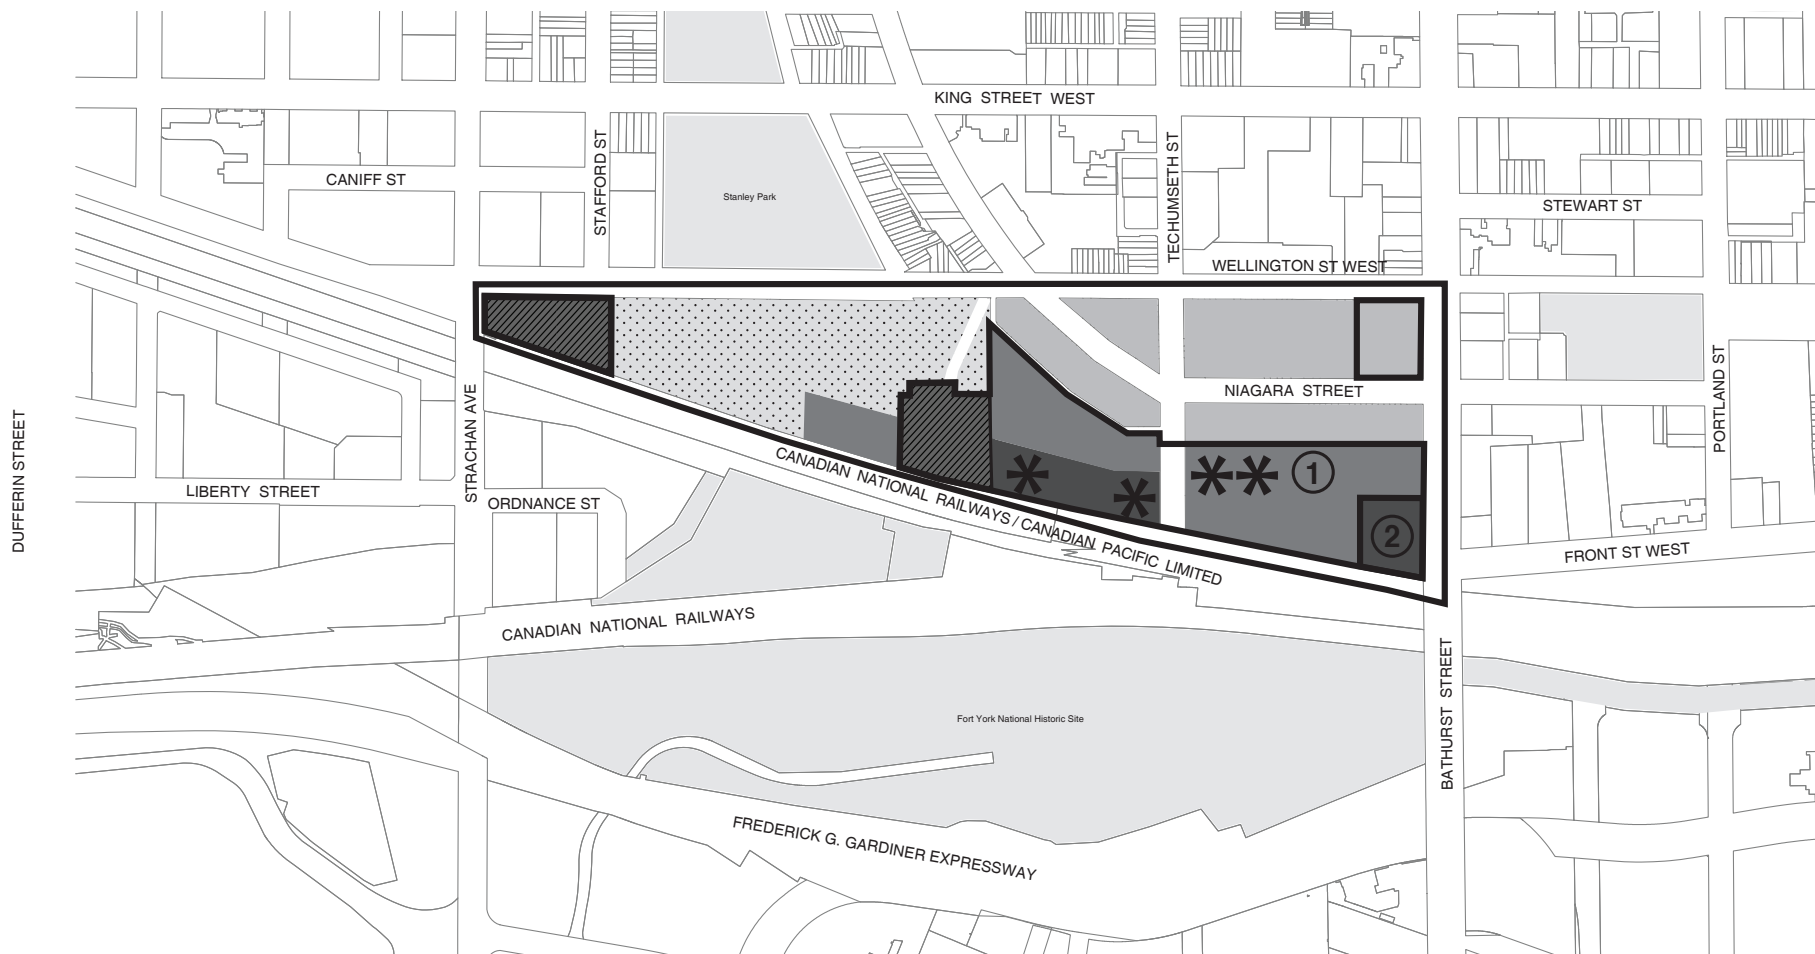 KING STREET WEST
CANIFF ST
STAFFORD ST
Stanley Park
TECHUMSETH ST
STEWART ST
WELLINGTON ST WEST
NIAGARA STREET
PORTLAND ST
DUFFERIN STREET
STRACHAN AVE
LIBERTY STREET
ORDNANCE ST
CANADIAN NATIONAL RAILWAYS / CANADIAN PACIFIC LIMITED
1
2
FRONT ST WEST
CANADIAN NATIONAL RAILWAYS
BATHURST STREET
Fort York National Historic Site
FREDERICK G. GARDINER EXPRESSWAY